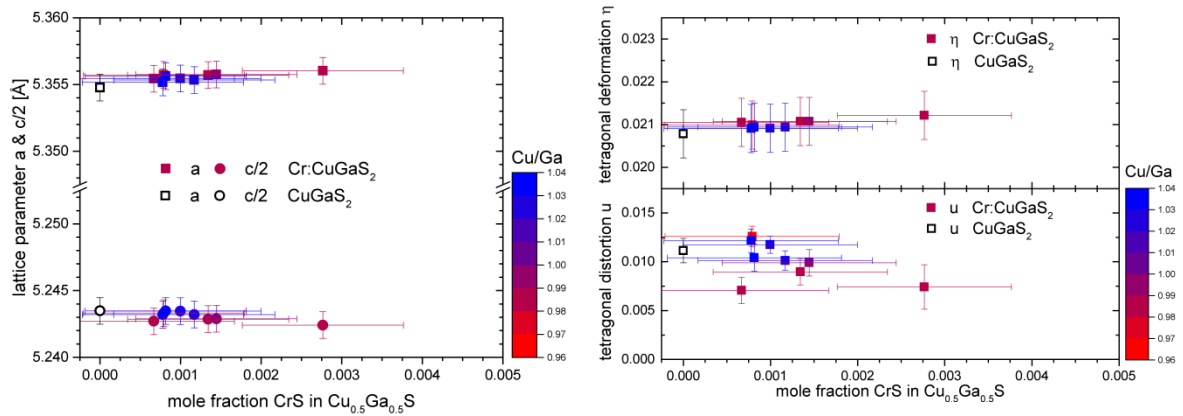 5.360
5.355
5.350
5.250
5.245
5.240
lattice parameter a & c/2 [Å]
a c/2 Cr:CuGaS₂
a c/2 CuGaS₂
Cu/Ga
1.04
1.03
1.02
1.01
1.00
0.99
0.98
0.97
0.96
0.000 0.001 0.002 0.003 0.004 0.005
mole fraction CrS in Cu₀.₅Ga₀.₅S
0.023
0.022
0.021
0.020
tetragonal deformation η
η Cr:CuGaS₂
η CuGaS₂
0.015
0.010
0.005
0.000
tetragonal distortion u
u Cr:CuGaS₂
u CuGaS₂
Cu/Ga
1.04
1.03
1.02
1.01
1.00
0.99
0.98
0.97
0.96
0.000 0.001 0.002 0.003 0.004 0.005
mole fraction CrS in Cu₀.₅Ga₀.₅S